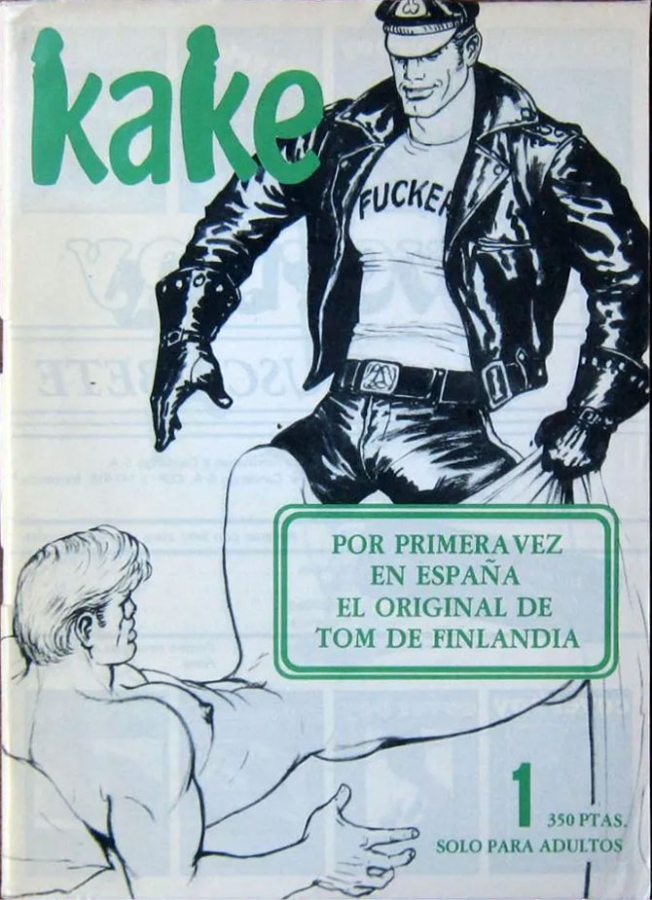 kake
FUCKER
POR PRIMERA VEZ
EN ESPAÑA
EL ORIGINAL DE
TOM DE FINLANDIA
1
350 PTAS.
SOLO PARA ADULTOS